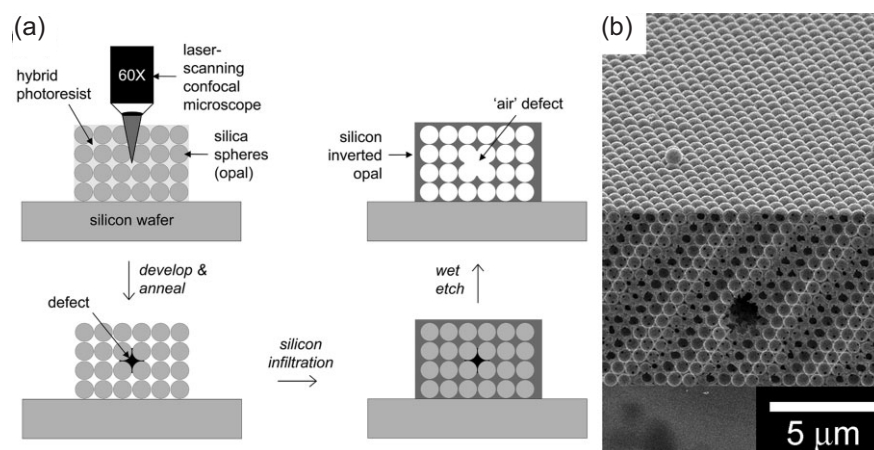 (a)
60X
laser-
scanning
confocal
microscope
hybrid
photoresist
silica
spheres
(opal)
silicon wafer
develop &
anneal
defect
silicon
infiltration
wet
etch
silicon
inverted
opal
'air' defect
(b)
5 μm